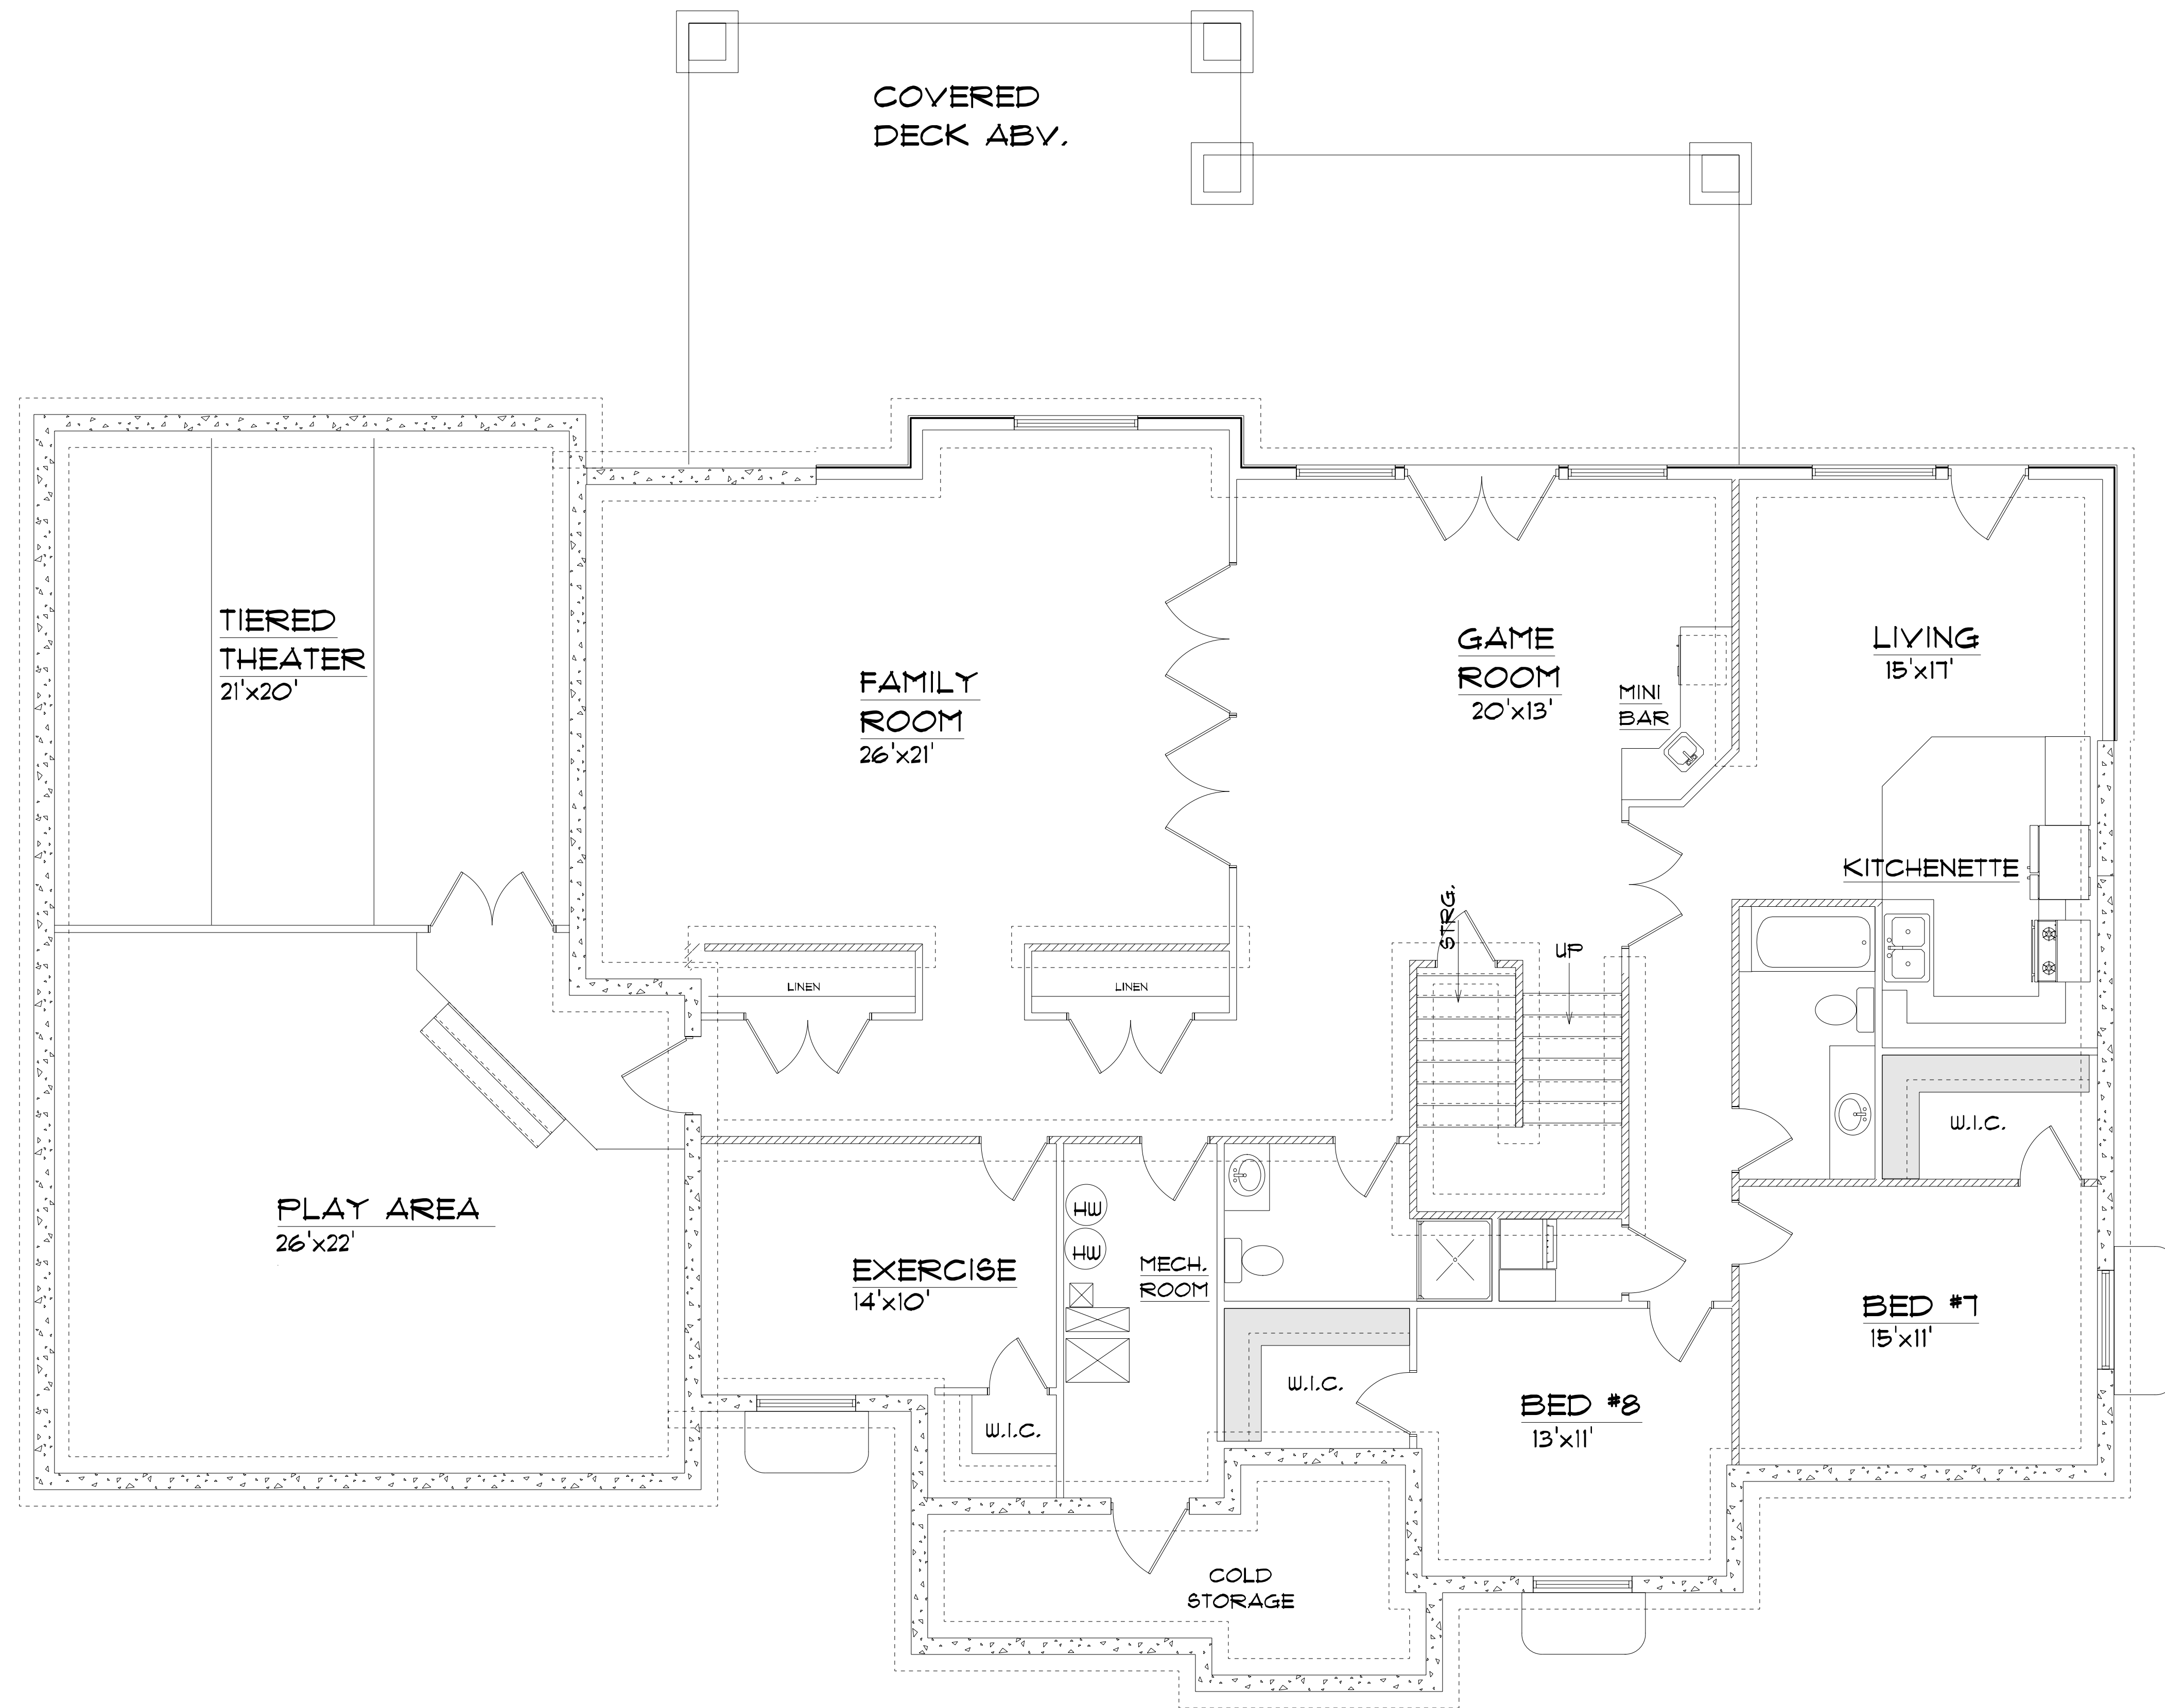 COVERED
DECK ABV.
TIERED
THEATER
21'x20'
FAMILY
ROOM
26'x21'
GAME
ROOM
20'x13'
MINI
BAR
LIVING
15'x17'
KITCHENETTE
STRG.
UP
LINEN
LINEN
W.I.C.
PLAY AREA
26'x22'
EXERCISE
14'x10'
HW
HW
MECH.
ROOM
BED #7
15'x11'
W.I.C.
BED #8
13'x11'
W.I.C.
COLD
STORAGE